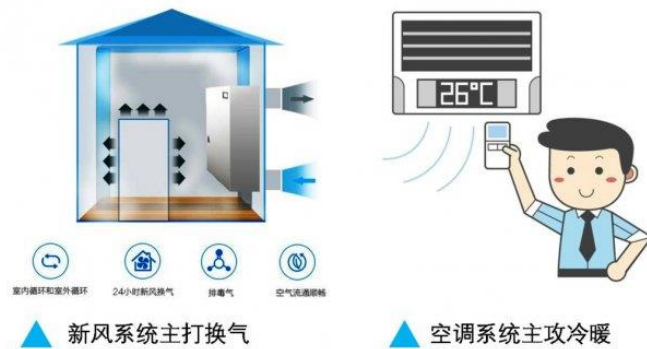 26°C
室内循环和室外循环
24小时新风换气
排毒气
空气流通顺畅
新风系统主打换气
空调系统主攻冷暖